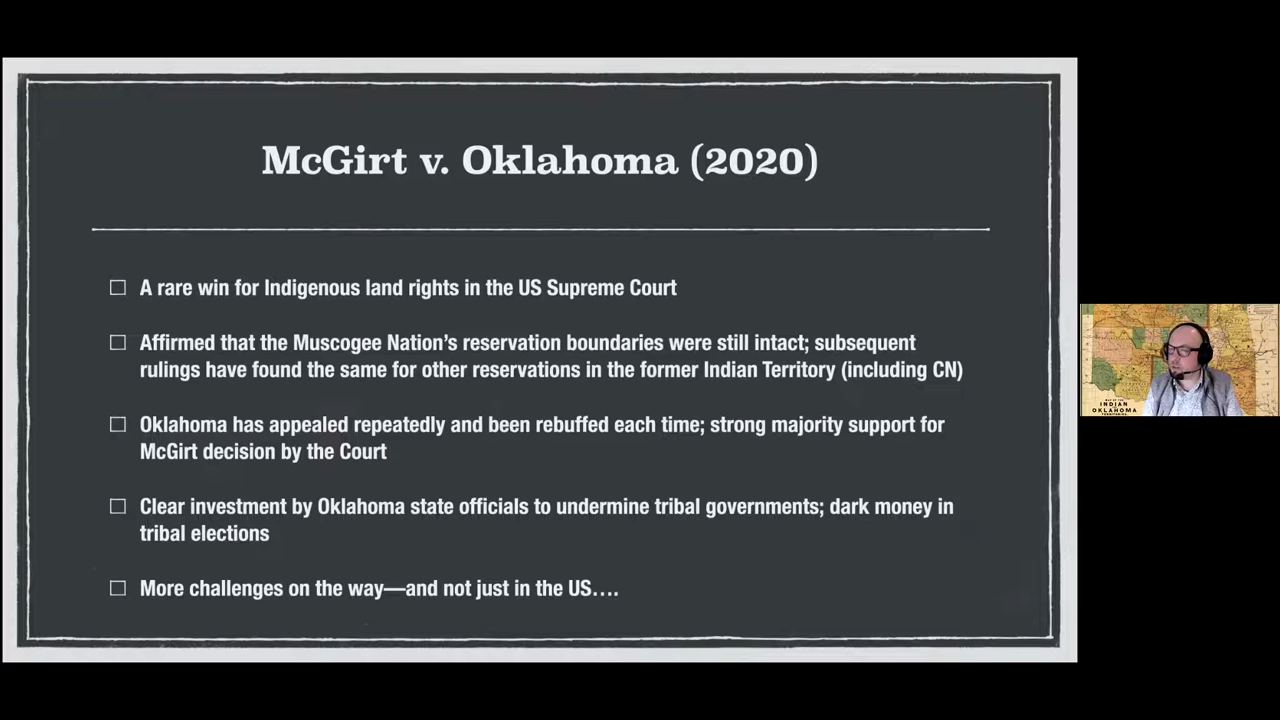 McGirt v. Oklahoma (2020)
☐ A rare win for Indigenous land rights in the US Supreme Court
☐ Affirmed that the Muscogee Nation’s reservation boundaries were still intact; subsequent
rulings have found the same for other reservations in the former Indian Territory (including CN)
☐ Oklahoma has appealed repeatedly and been rebuffed each time; strong majority support for
McGirt decision by the Court
☐ Clear investment by Oklahoma state officials to undermine tribal governments; dark money in
tribal elections
☐ More challenges on the way—and not just in the US….
MAP OF THE
INDIAN
OKLAHOMA
TERRITORIES